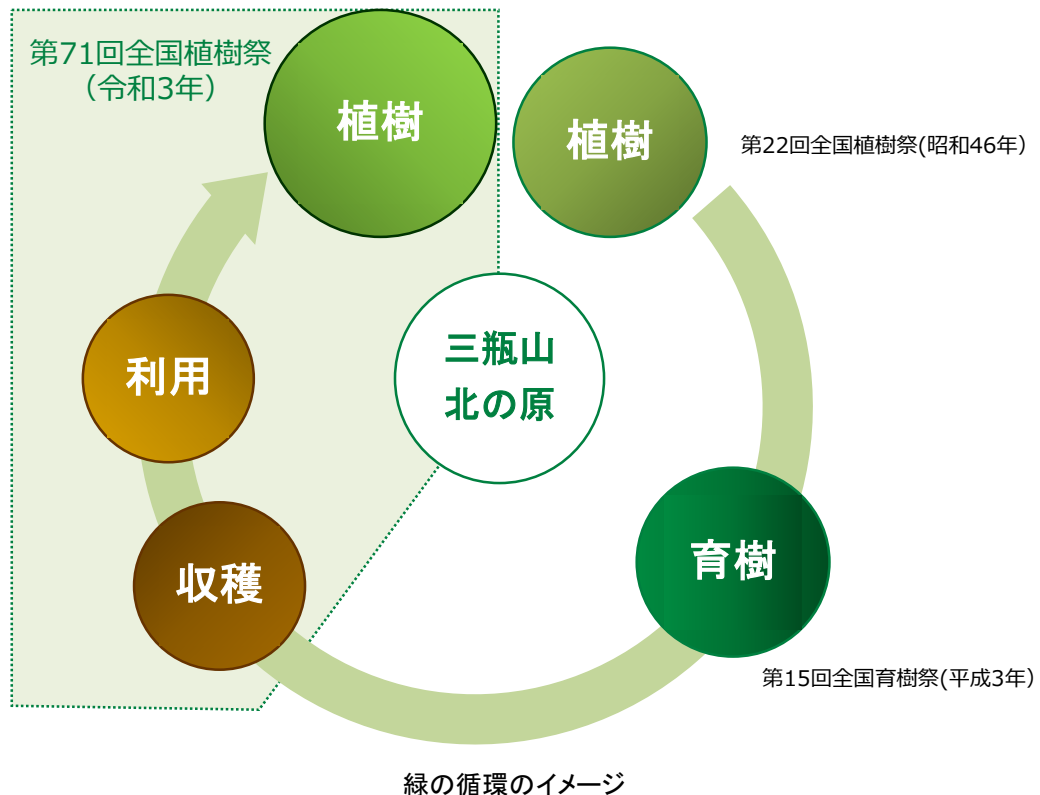 第71回全国植樹祭
（令和3年）
植樹
植樹
第22回全国植樹祭(昭和46年）
三瓶山
北の原
利用
収穫
育樹
第15回全国育樹祭(平成3年）
緑の循環のイメージ